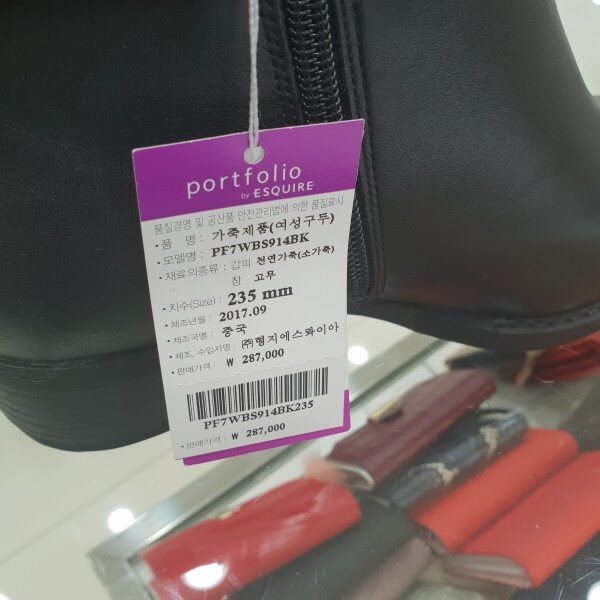 portfolio
by ESQUIRE
품질경영 및 공산품 안전관리법에 의한 품질표시
• 품 명 : 가죽제품(여성구두)
• 모델명 : PF7WBS914BK
• 재료의종류 : 갑피 천연가죽(소가죽)
창 고무
• 치수(Size) : 235 mm
• 제조년월 : 2017.09
• 제조국명 : 중국
• 제조, 수입자명 : ㈜형지에스콰이아
• 판매가격 : ₩ 287,000
PF7WBS914BK235
• 판매가격 : ₩ 287,000